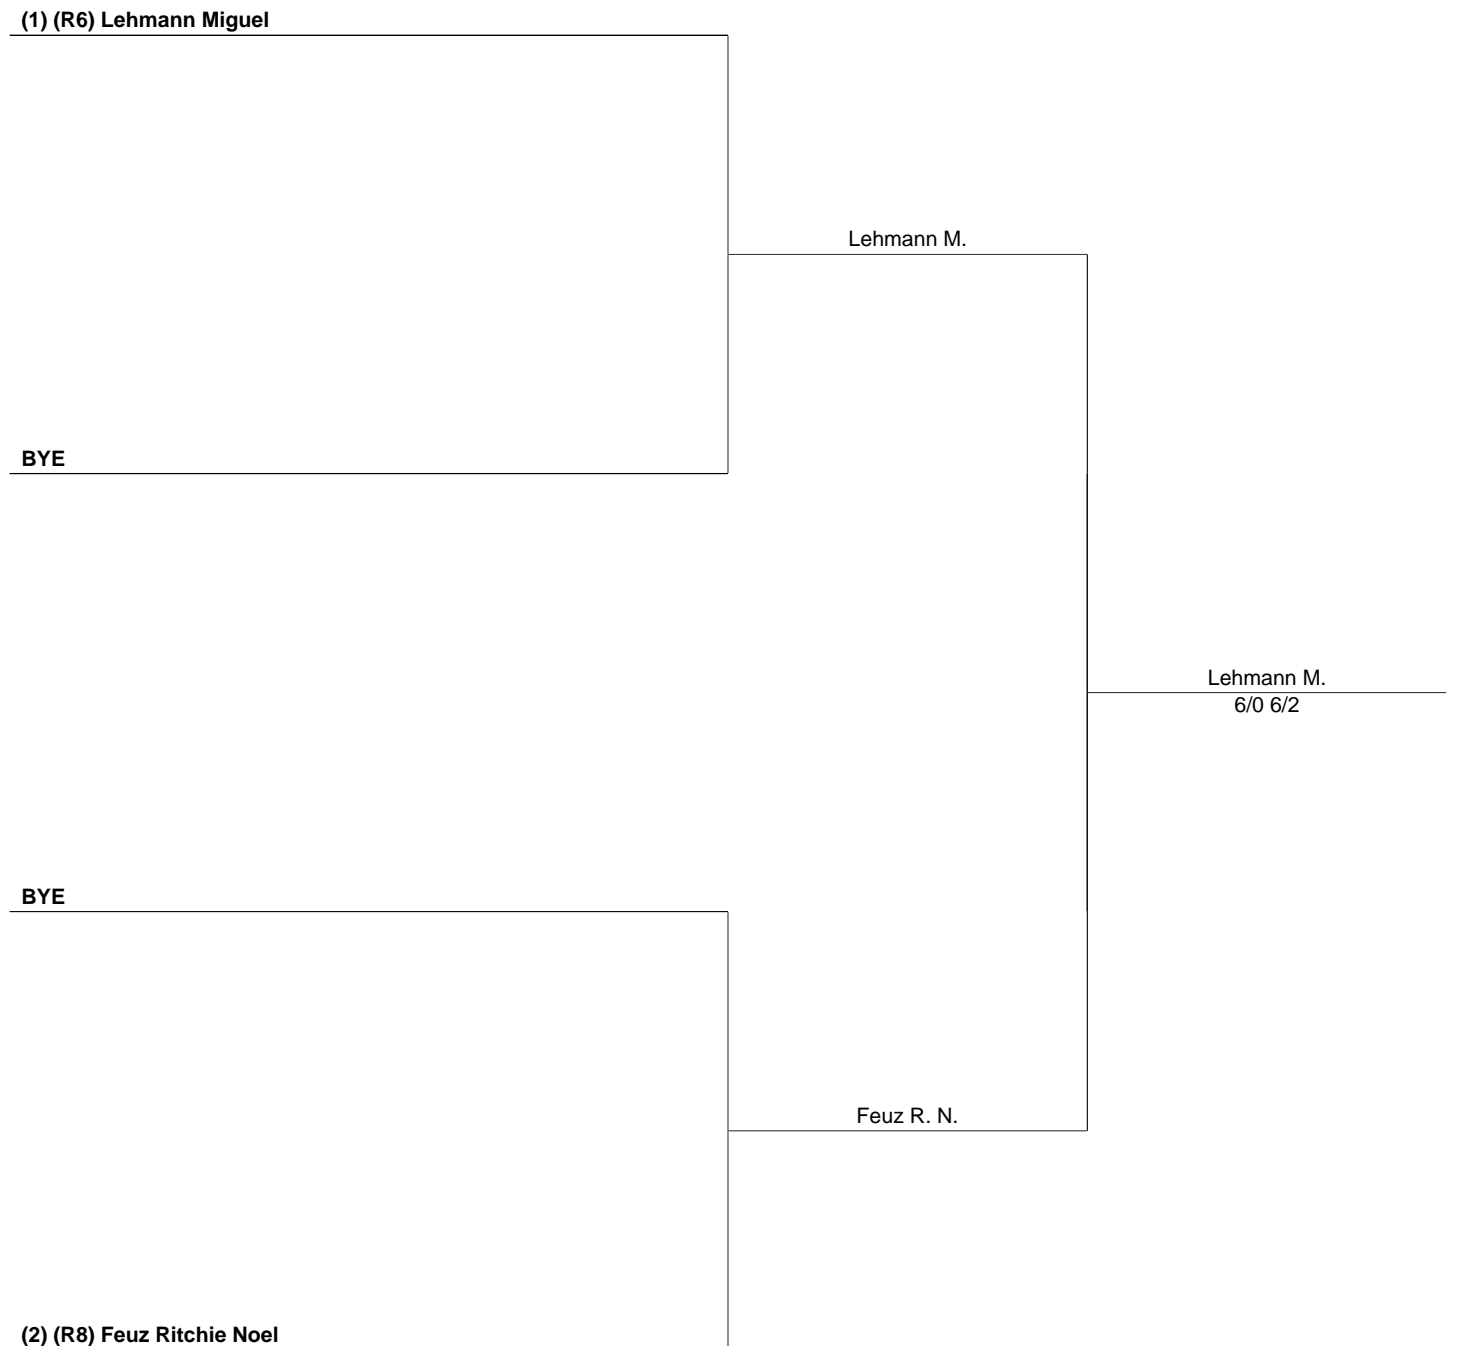 (1) (R6) Lehmann Miguel
Lehmann M.
BYE
Lehmann M.
6/0 6/2
BYE
Feuz R. N.
(2) (R8) Feuz Ritchie Noel